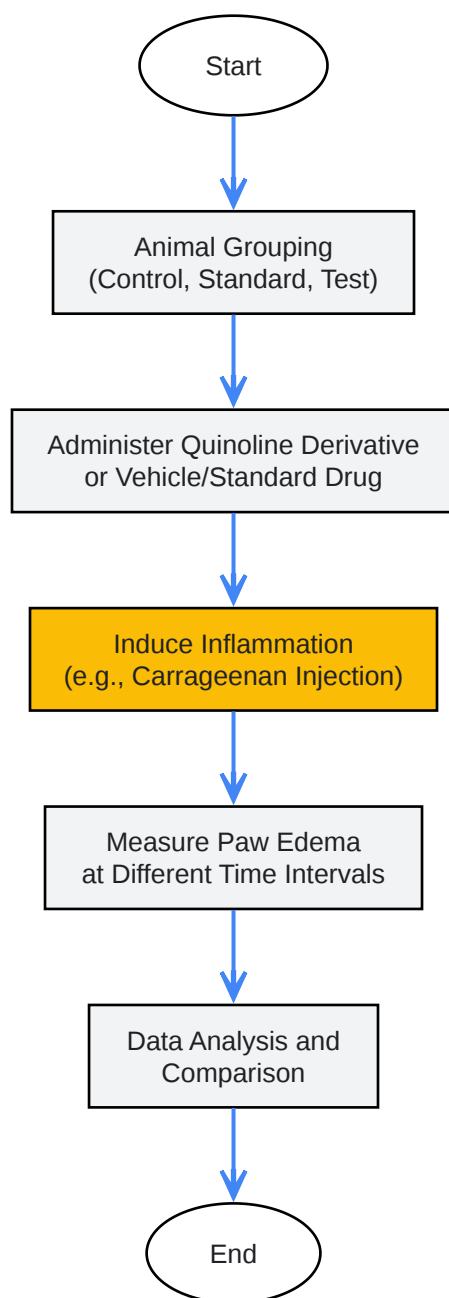 Start
Animal Grouping
(Control, Standard, Test)
Administer Quinoline Derivative
or Vehicle/Standard Drug
Induce Inflammation
(e.g., Carrageenan Injection)
Measure Paw Edema
at Different Time Intervals
Data Analysis and
Comparison
End